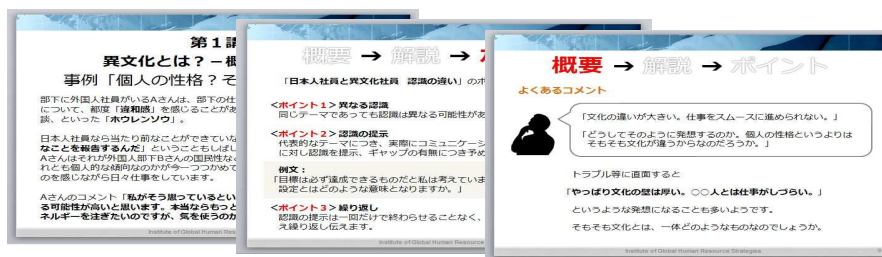 第１講
異文化とは？－概
事例「個人の性格？そ
部下に外国人社員がいるAさんは、部下の仕
について、都度「違和感」を感じることがあ
談、といった「ホウレンソウ」。
日本人社員なら当たり前なことができていな
なことを報告するんだ」ということもしばし
Aさんはそれが外国人部下Bさんの国民性な
れとも個人的な傾向なのかが今一つつかめて
のを感じながら日々仕事をしています。
Aさんのコメント「私がそう思っているとい
る可能性が高いと思います。本当ならもっと
ネルギーを注ぎたいのですが、気を使うのか
Institute of Global Human Res
概要 → 解説 →
「日本人社員と異文化社員　認識の違い」のポ
<ポイント１> 異なる認識
同じテーマであっても認識は異なる可能性があ
<ポイント２> 認識の提示
代表的なテーマにつき、実際にコミュニケーシ
に対し認識を提示、ギャップの有無につき予め
例文：
「目標は必ず達成できるものだと私は考えていま
設定とはどのような意味となりますか。」
<ポイント３> 繰り返し
認識の提示は一回だけで終わらせることなく、
え繰り返し伝えます。
Institute of Global Human Resource
概要 → 解説 → ポイント
よくあるコメント
「文化の違いが大きい。仕事をスムースに進められない。」
「どうしてそのように発想するのか。個人の性格というよりは
そもそも文化が違うからなのだろうか。」
トラブル等に直面すると
「やっぱり文化の壁は厚い。○○人とは仕事がしづらい。」
というような発想になることも多いようです。
そもそも文化とは、一体どのようなものなのでしょうか。
Institute of Global Human Resource Strategies